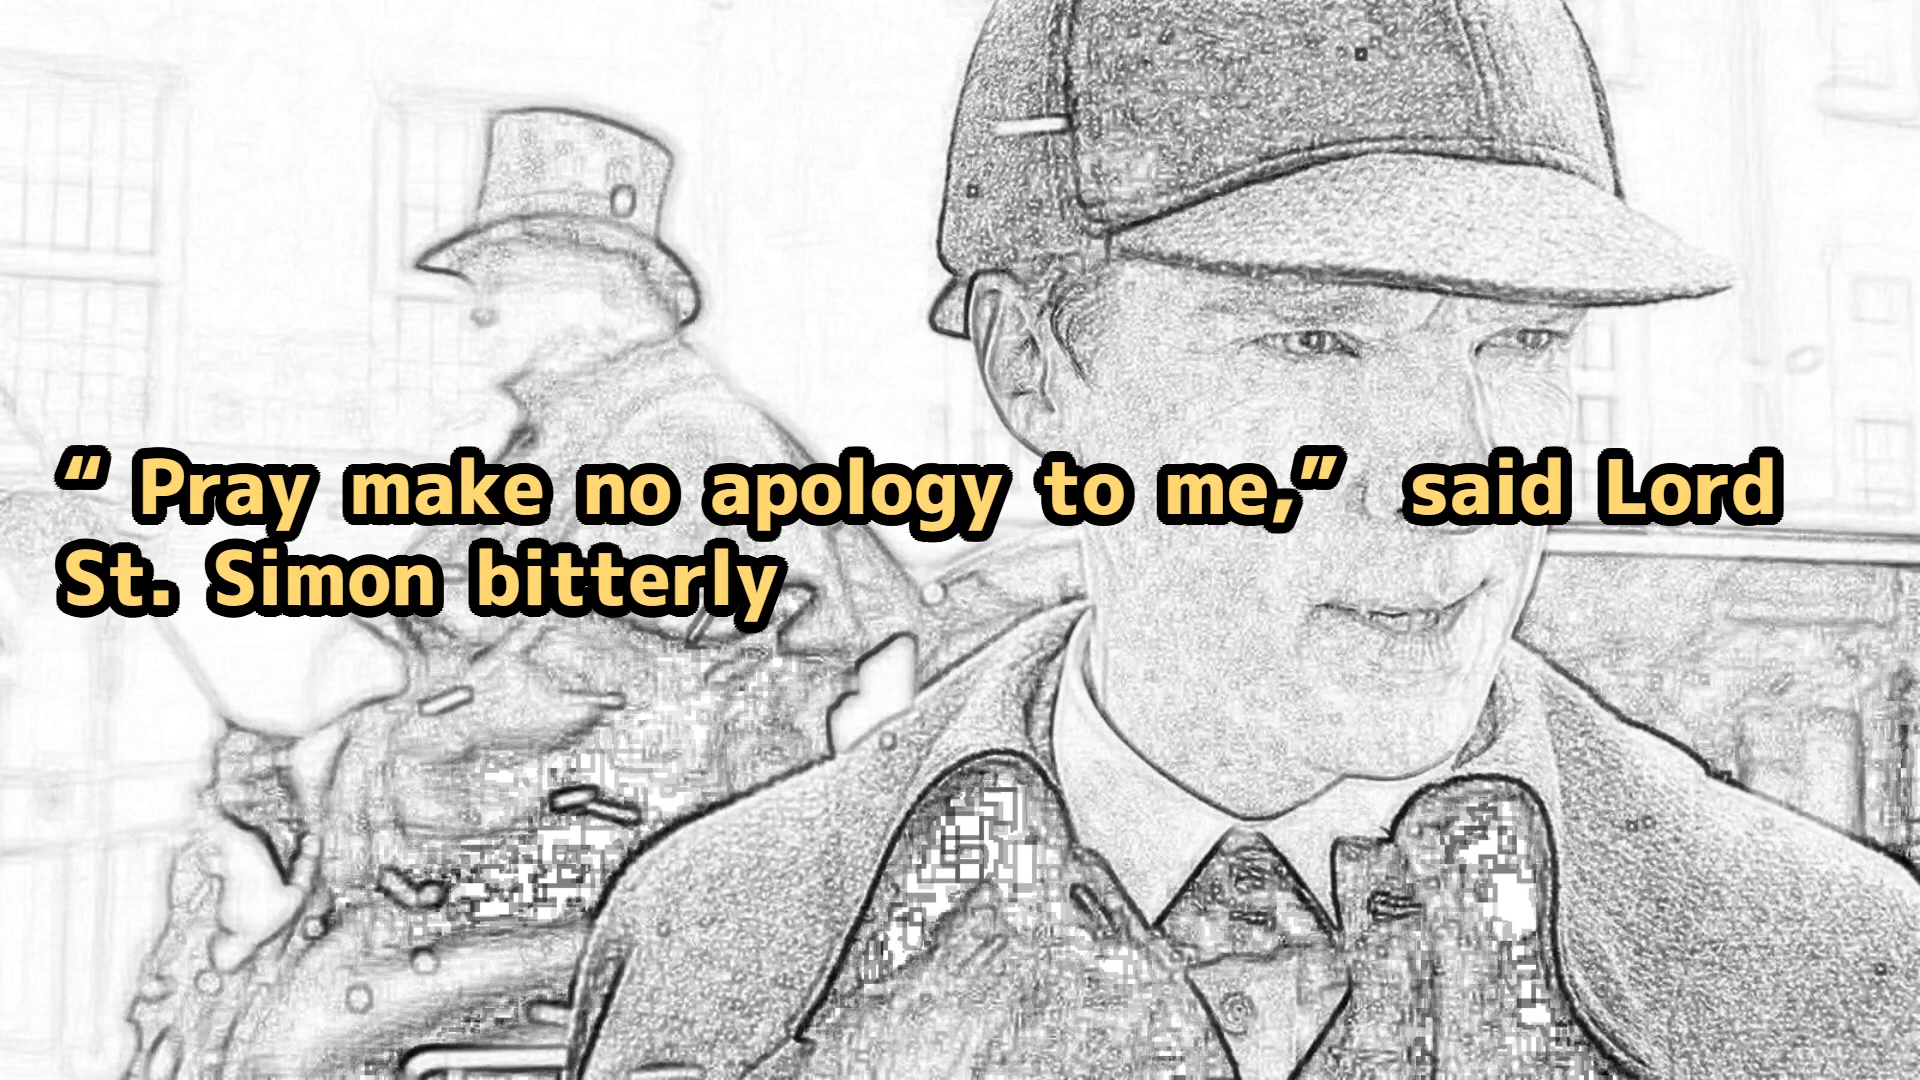 “ Pray make no apology to me,” said Lord
St. Simon bitterly